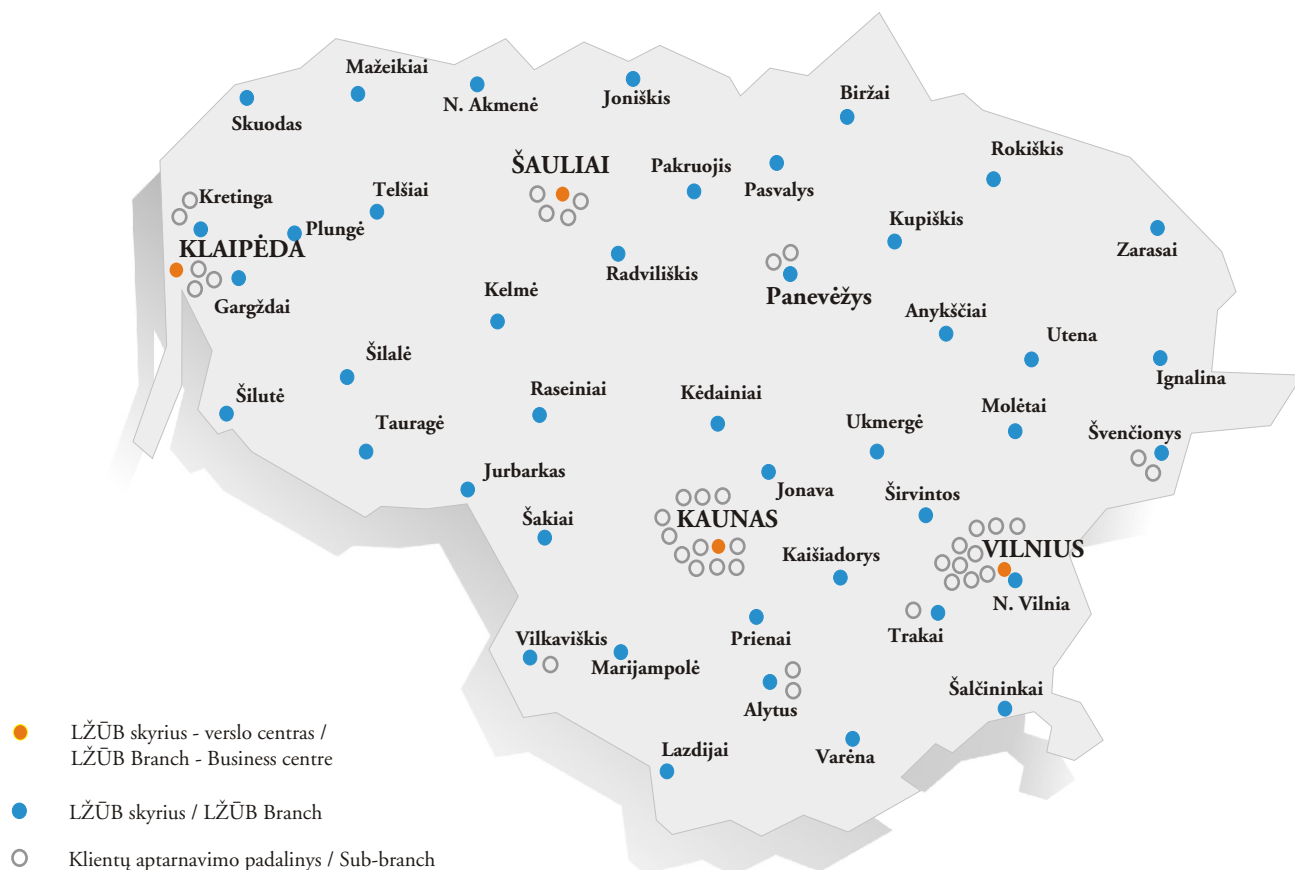 Mažeikiai
N. Akmenė
Joniškis
Biržai
Skuodas
Rokiškis
ŠAULIAI
Pakruojis
Pasvalys
Kretinga
Telšiai
Plungė
Kupiškis
KLAIPĖDA
Zarasai
Radviliškis
Gargždai
Kelmė
Panevėžys
Anykščiai
Utena
Šilalė
Ignalina
Šilutė
Raseiniai
Kėdainiai
Molėtai
Tauragė
Ukmergė
Švenčionys
Jurbarkas
Jonava
Širvintos
Šakiai
KAUNAS
VILNIUS
Kaišiadorys
N. Vilnia
Vilkaviškis
Prienai
Trakai
Marijampolė
Šalčininkai
Alytus
Lazdijai
Varėna
LŽŪB skyrius - verslo centras /
LŽŪB Branch - Business centre
LŽŪB skyrius / LŽŪB Branch
Klientų aptarnavimo padalinys / Sub-branch